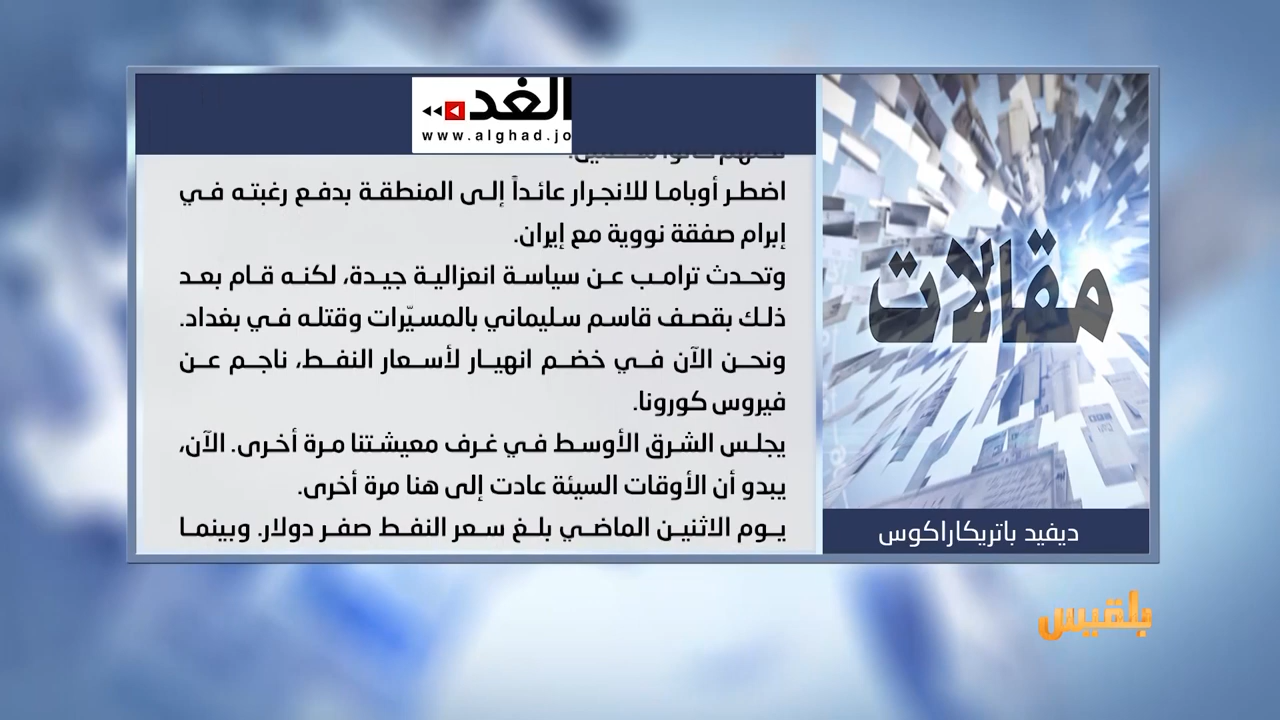 الغد
www.alghad.jo
اضطر أوباما للانجرار عائداً إلى المنطقة بدفع رغبته في
إبرام صفقة نووية مع إيران.
وتحدث ترامب عن سياسة انعزالية جيدة، لكنه قام بعد
ذلك بقصف قاسم سليماني بالمسيّرات وقتله في بغداد.
ونحن الآن في خضم انهيار لأسعار النفط، ناجم عن
فيروس كورونا.
يجلس الشرق الأوسط في غرف معيشتنا مرة أخرى. الآن،
يبدو أن الأوقات السيئة عادت إلى هنا مرة أخرى.
يوم الاثنين الماضي بلغ سعر النفط صفر دولار. وبينما
مقالات
ديفيد باتريكاراكوس
بلقيس